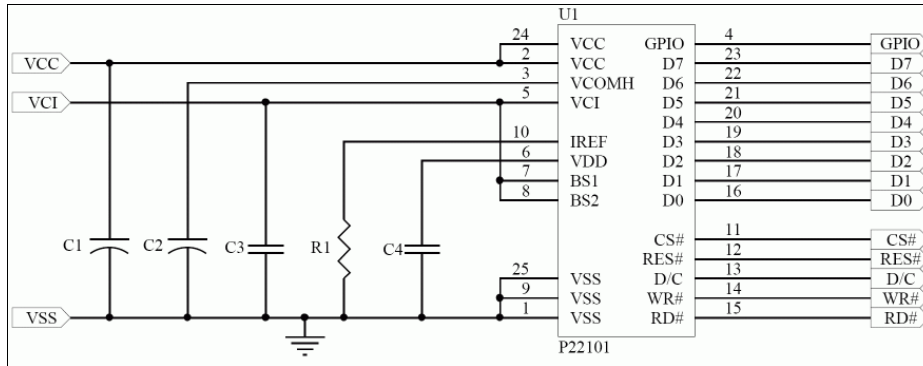 U1
24 VCC GPIO 4 GPIO
VCC 2 VCC D7 23 D7
3 VCOMH D6 22 D6
VCI 5 VCI D5 21 D5
D4 20 D4
10 IREF D3 19 D3
6 VDD D2 18 D2
7 BS1 D1 17 D1
8 BS2 D0 16 D0
CS# 11 CS#
C1 C2 C3 R1 C4
RES# 12 RES#
25 VSS D/C 13 D/C
9 VSS WR# 14 WR#
VSS 1 VSS RD# 15 RD#
P22101